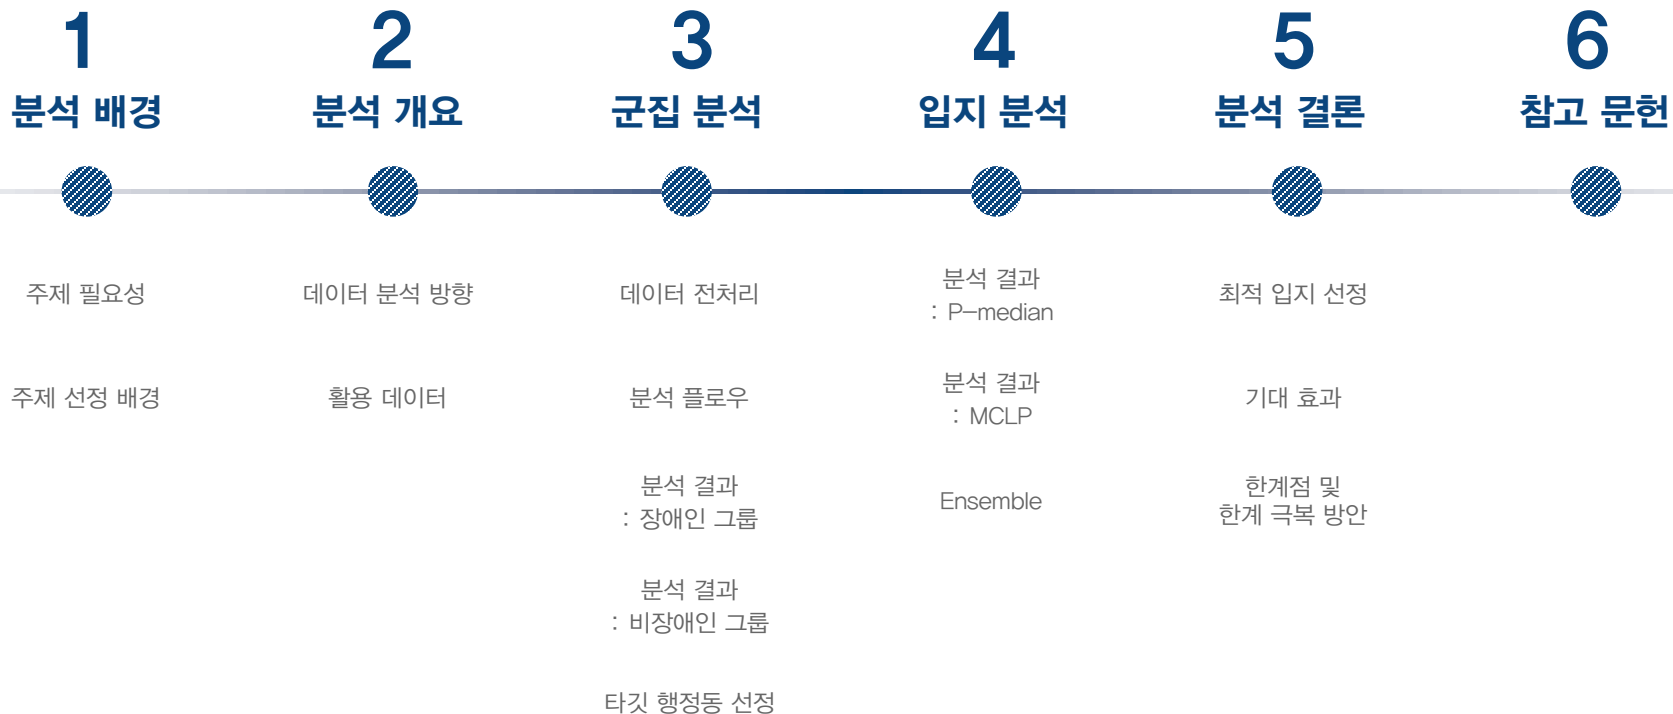 1
분석 배경
주제 필요성
주제 선정 배경
2
분석 개요
데이터 분석 방향
활용 데이터
3
군집 분석
데이터 전처리
분석 플로우
분석 결과
: 장애인 그룹
분석 결과
: 비장애인 그룹
타깃 행정동 선정
4
입지 분석
분석 결과
: P-median
분석 결과
: MCLP
Ensemble
5
분석 결론
최적 입지 선정
기대 효과
한계점 및
한계 극복 방안
6
참고 문헌